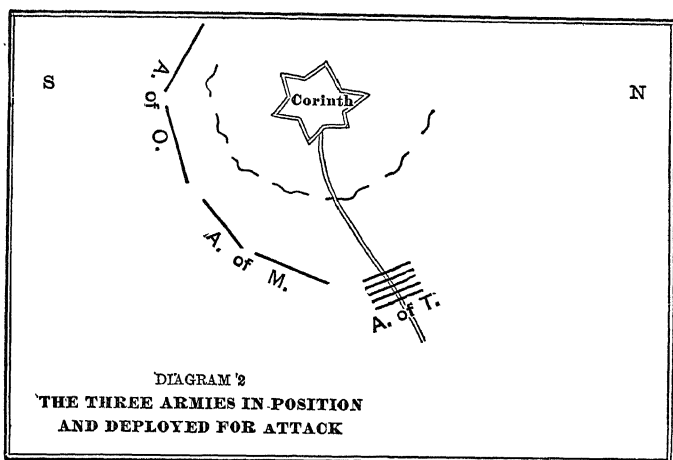 S
N
Corinth
A. of O.
A. of M.
A. of T.
DIAGRAM 2
THE THREE ARMIES IN POSITION
AND DEPLOYED FOR ATTACK